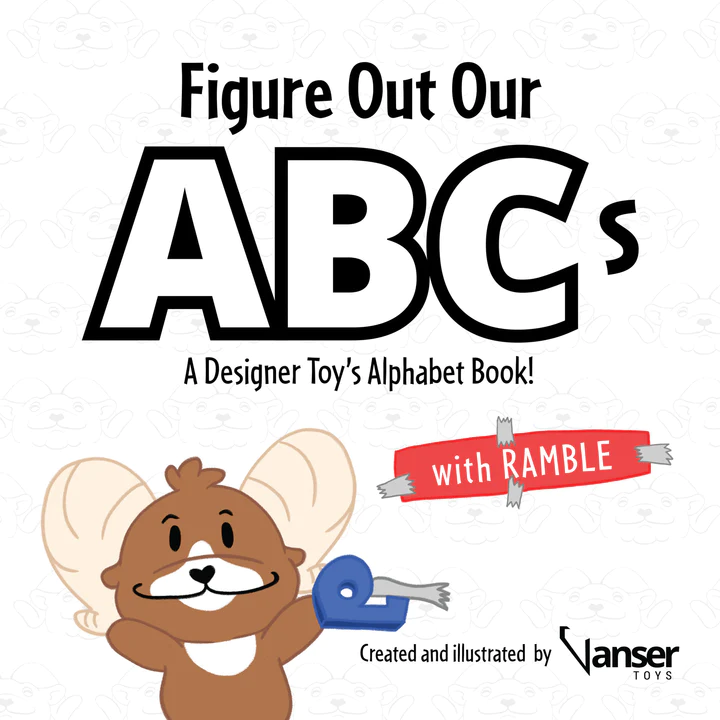 Figure Out Our
ABCs
A Designer Toy's Alphabet Book!
with RAMBLE
Created and illustrated by Vanser
TOYS